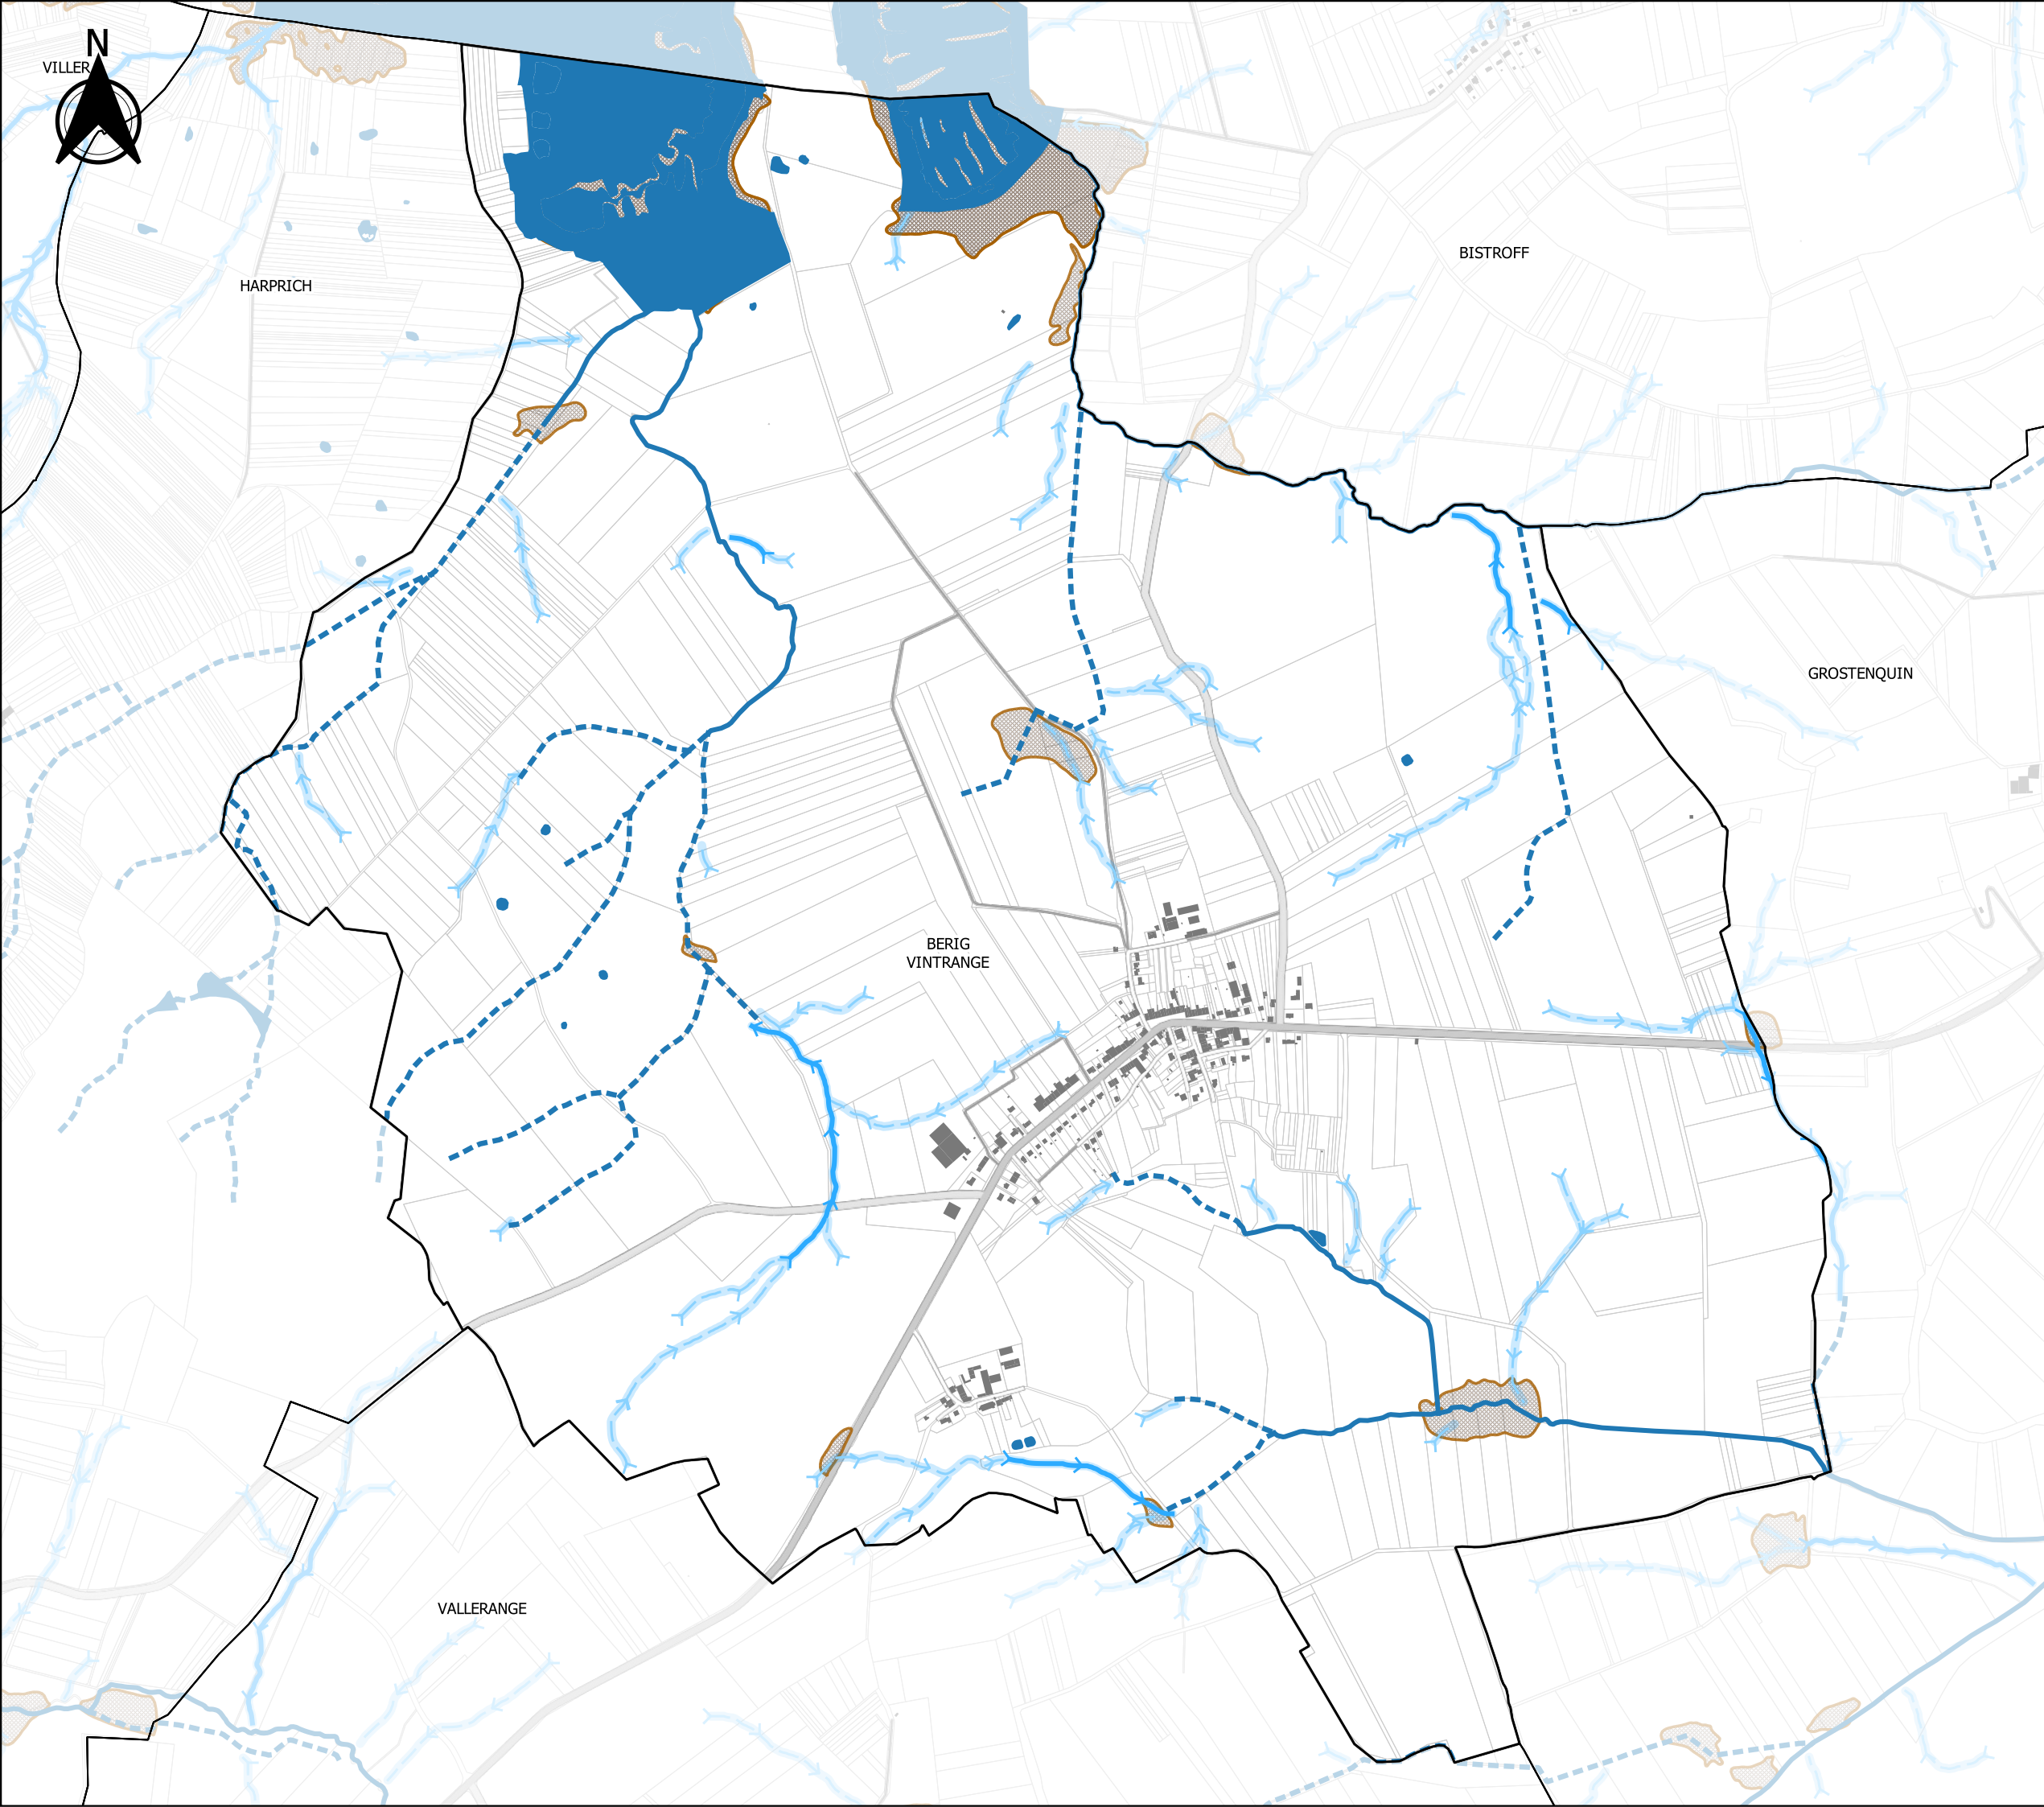 N
VILLER
BISTROFF
HARPRICH
GROSTENQUIN
BERIG
VINTRANGE
VALLERANGE